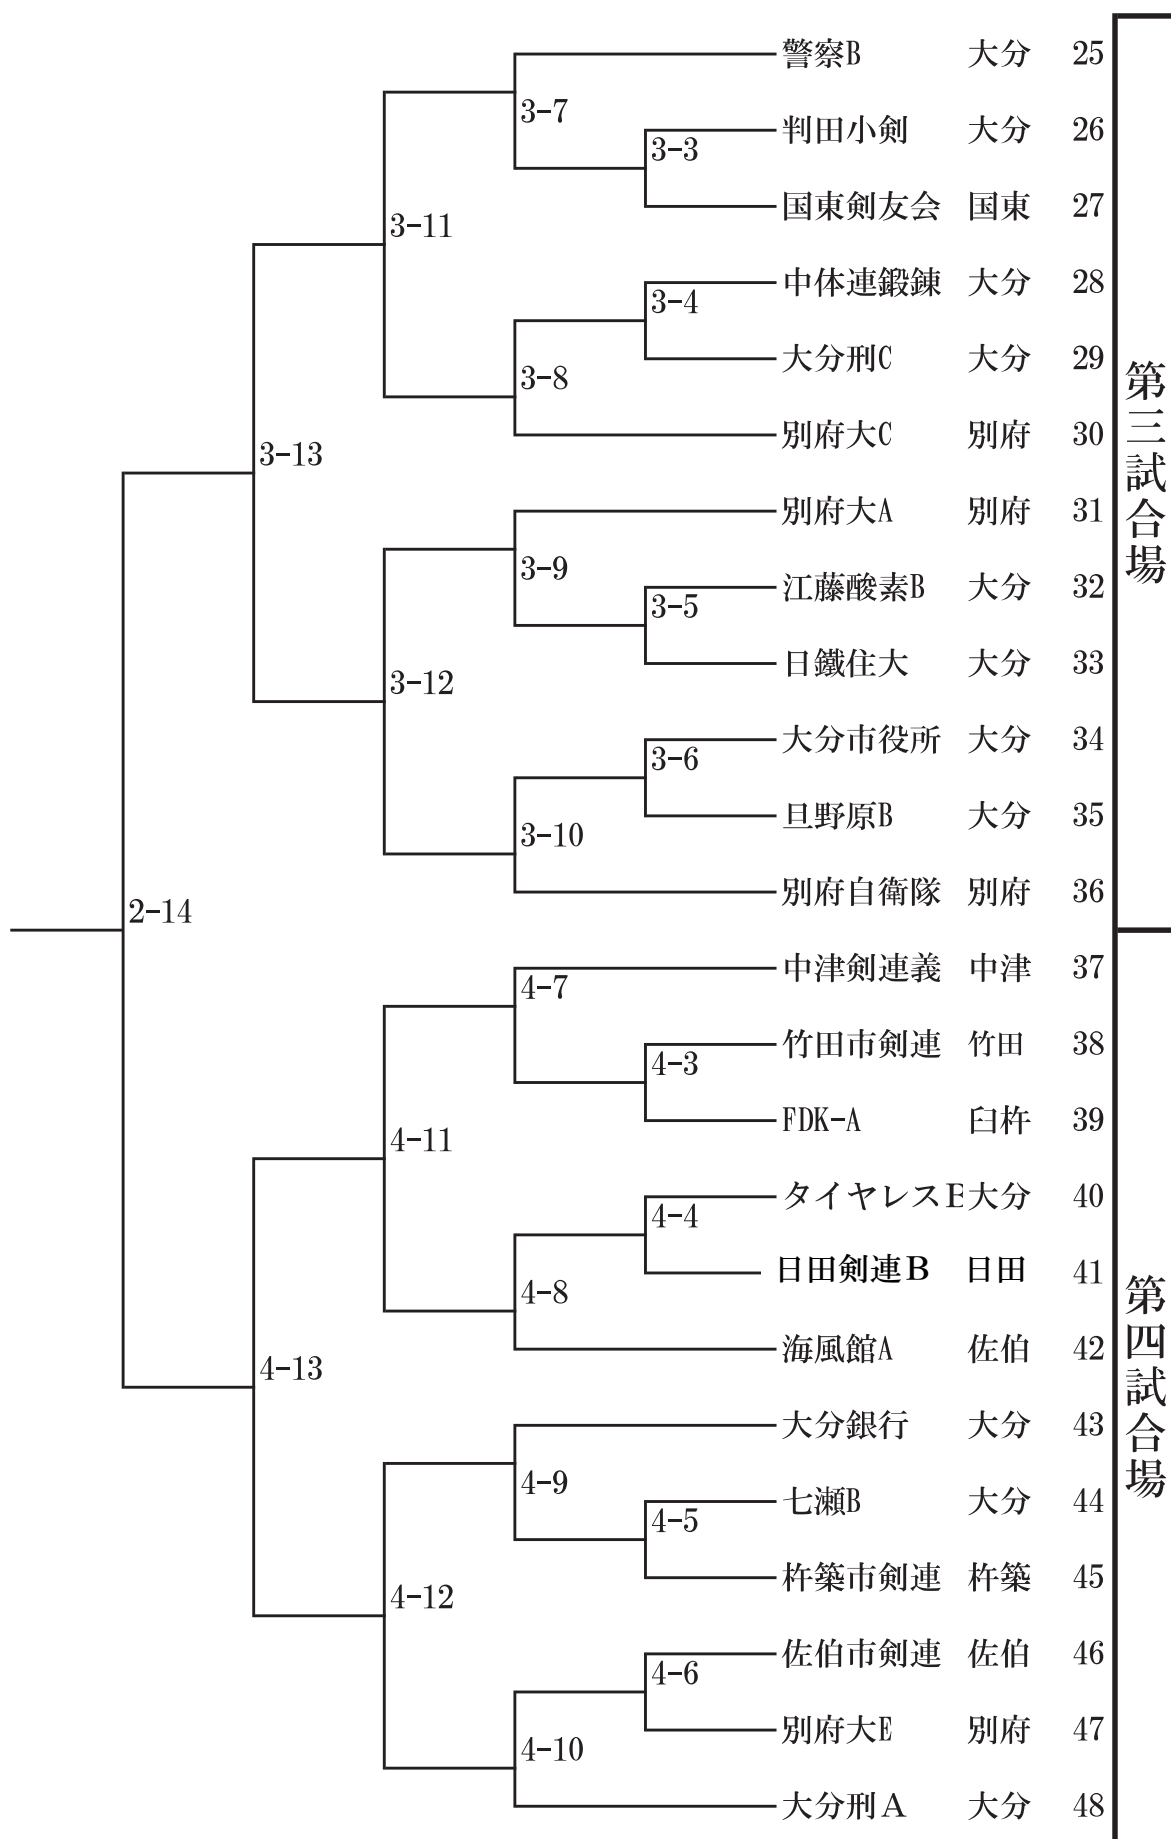 警察B 大分 25
3-7
判田小剣 大分 26
3-3
国東剣友会 国東 27
3-11
中体連鍛錬 大分 28
3-4
大分刑C 大分 29
3-8
別府大C 別府 30
3-13
別府大A 別府 31
3-9
江藤酸素B 大分 32
3-5
日鐵住大 大分 33
3-12
大分市役所 大分 34
3-6
旦野原B 大分 35
3-10
別府自衛隊 別府 36
第三試合場
2-14
中津剣連義 中津 37
4-7
竹田市剣連 竹田 38
4-3
FDK-A 臼杵 39
4-11
タイヤレスB 大分 40
4-4
日田剣連B 日田 41
4-8
海風館A 佐伯 42
4-13
大分銀行 大分 43
4-9
七瀬B 大分 44
4-5
杵築市剣連 杵築 45
4-12
佐伯市剣連 佐伯 46
4-6
別府大E 別府 47
4-10
大分刑A 大分 48
第四試合場